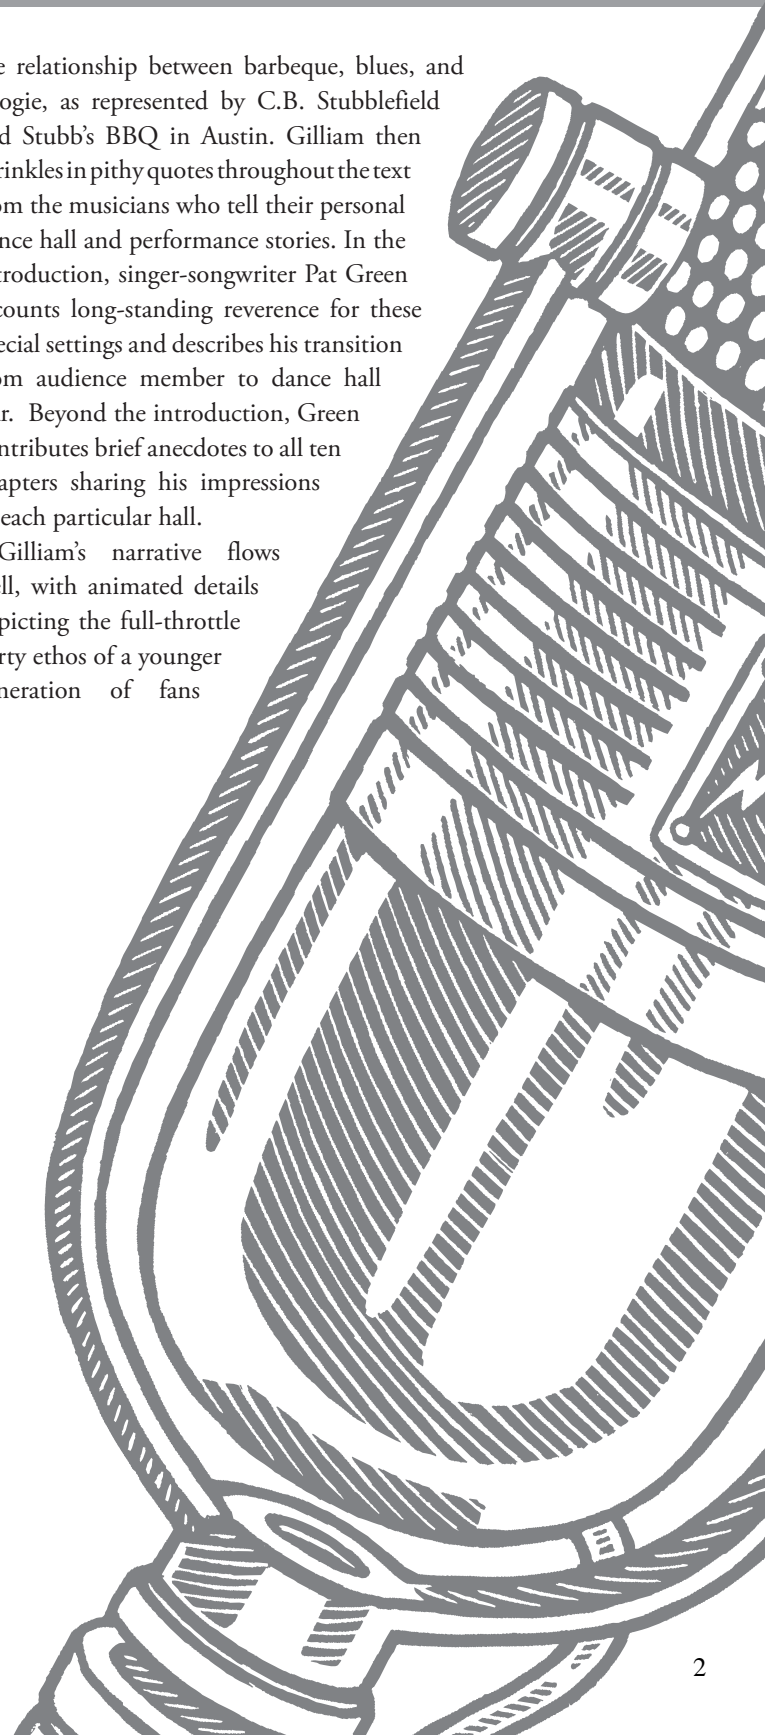 e relationship between barbeque, blues, and
ogie, as represented by C.B. Stubblefield
d Stubb’s BBQ in Austin. Gilliam then
rinkles in pithy quotes throughout the text
om the musicians who tell their personal
nce hall and performance stories. In the
troduction, singer-songwriter Pat Green
counts long-standing reverence for these
ecial settings and describes his transition
om audience member to dance hall
r. Beyond the introduction, Green
ntributes brief anecdotes to all ten
apters sharing his impressions
each particular hall.
Gilliam’s narrative flows
ell, with animated details
picting the full-throttle
rty ethos of a younger
neration of fans
2